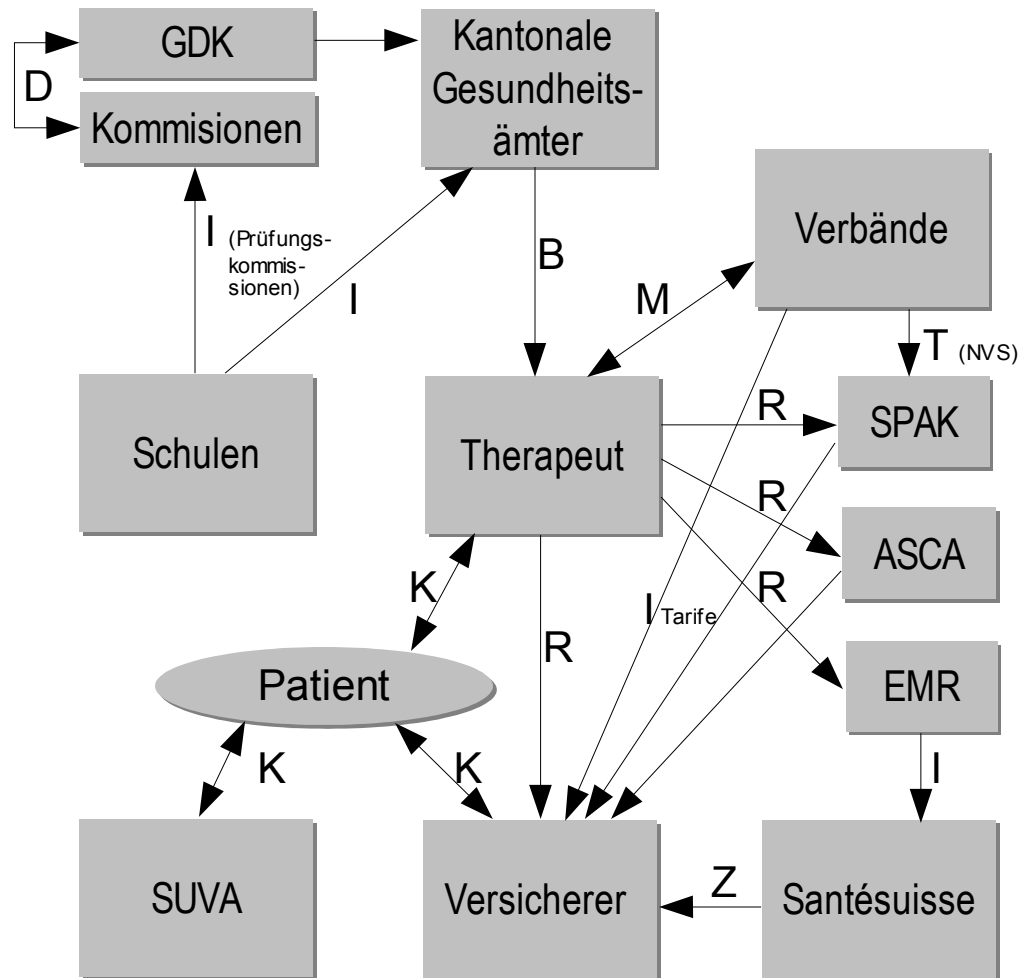 GDK
Kantonale
Gesundheits-
ämter
D
Kommisionen
I (Prüfungs-
kommis-
sionen)
I
B
Verbände
M
T (NVS)
Schulen
Therapeut
R
SPAK
R
ASCA
K
R
I Tarife
R
EMR
Patient
K
K
I
SUVA
Versicherer
Z
Santésuisse